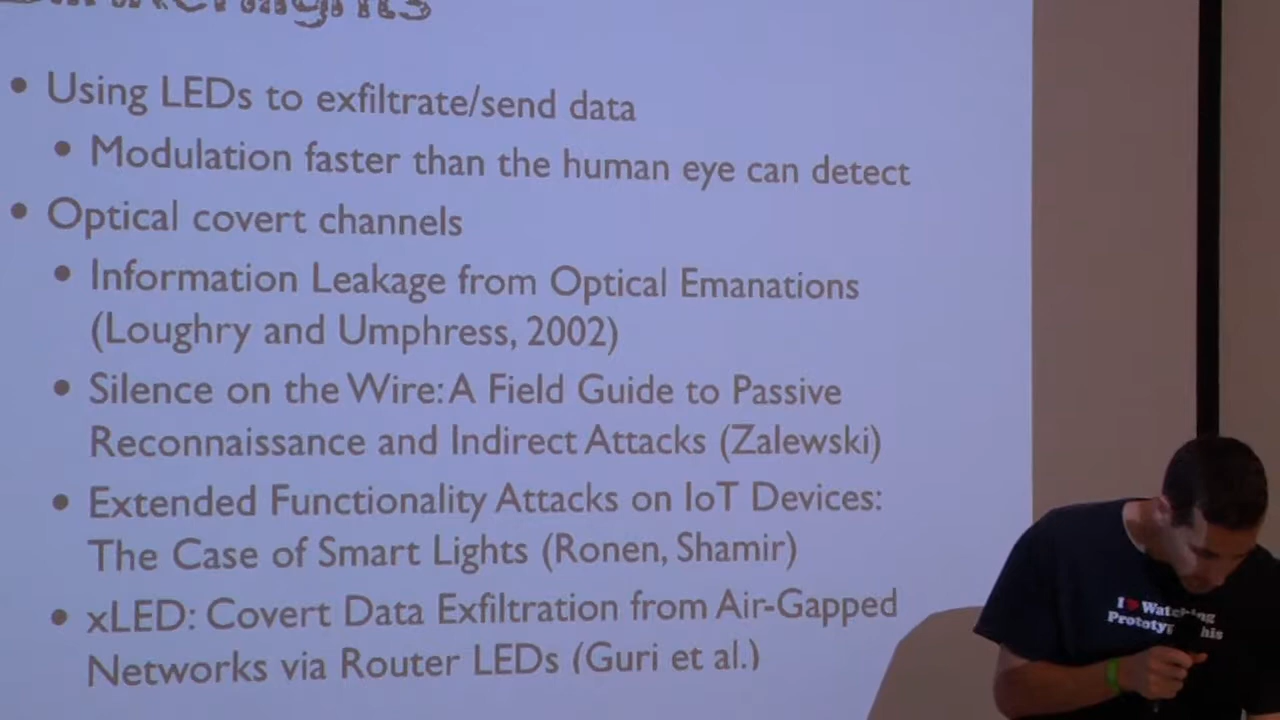 • Using LEDs to exfiltrate/send data
• Modulation faster than the human eye can detect
• Optical covert channels
• Information Leakage from Optical Emanations
(Loughry and Umphress, 2002)
• Silence on the Wire: A Field Guide to Passive
Reconnaissance and Indirect Attacks (Zalewski)
• Extended Functionality Attacks on IoT Devices:
The Case of Smart Lights (Ronen, Shamir)
• xLED: Covert Data Exfiltration from Air-Gapped
Networks via Router LEDs (Guri et al.)
I ♥ Watching